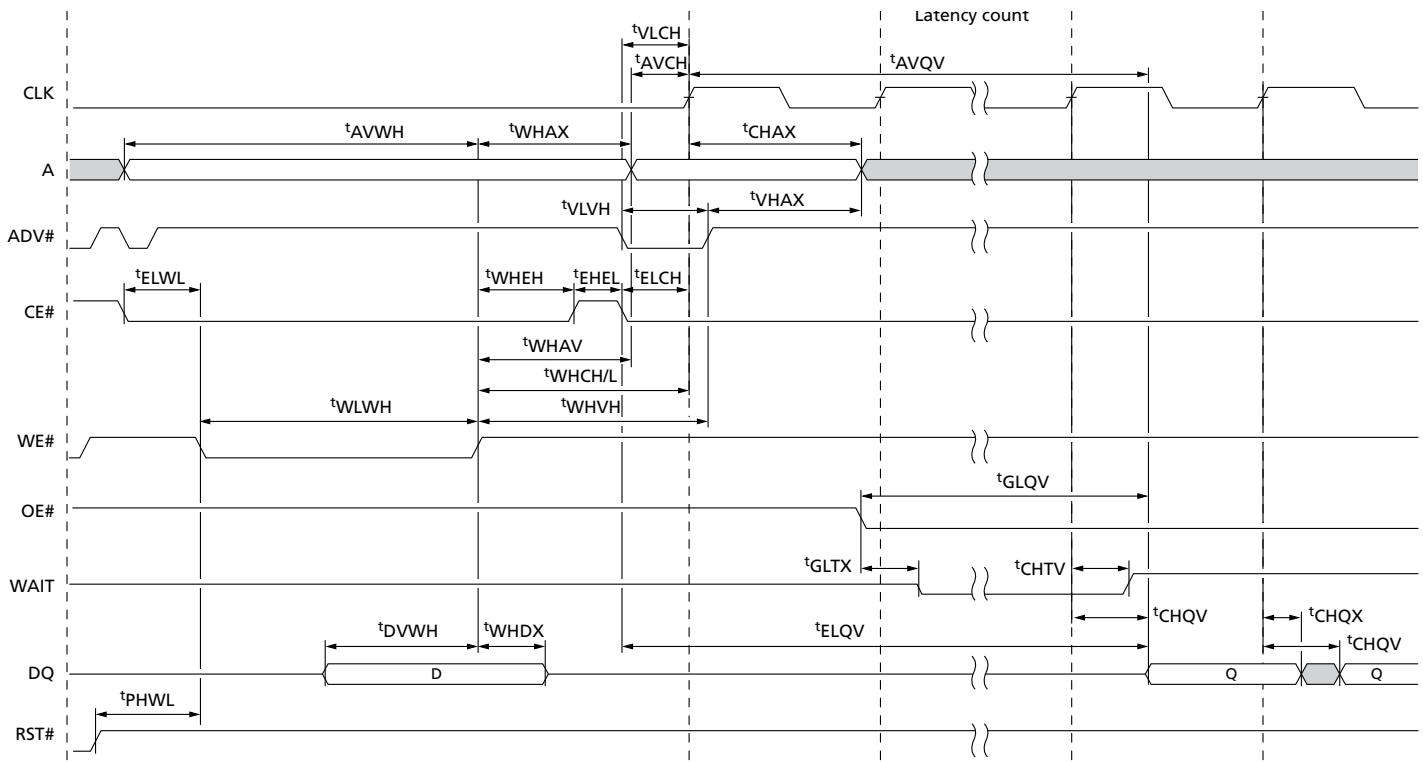 Latency count
tVLCH
tAVCH
tAVQV
CLK
tAVWH
tWHAX
tCHAX
A
tVLVH
tVHAX
ADV#
tELWL
tWHEH
tEHEL
tELCH
CE#
tWHAV
tWHCH/L
tWLWH
tWHVH
WE#
tGLQV
OE#
tGLTX
tCHTV
WAIT
tCHQV
tCHQX
tDVWH
tWHDX
tELQV
tCHQV
DQ
D
Q
Q
tPHWL
RST#